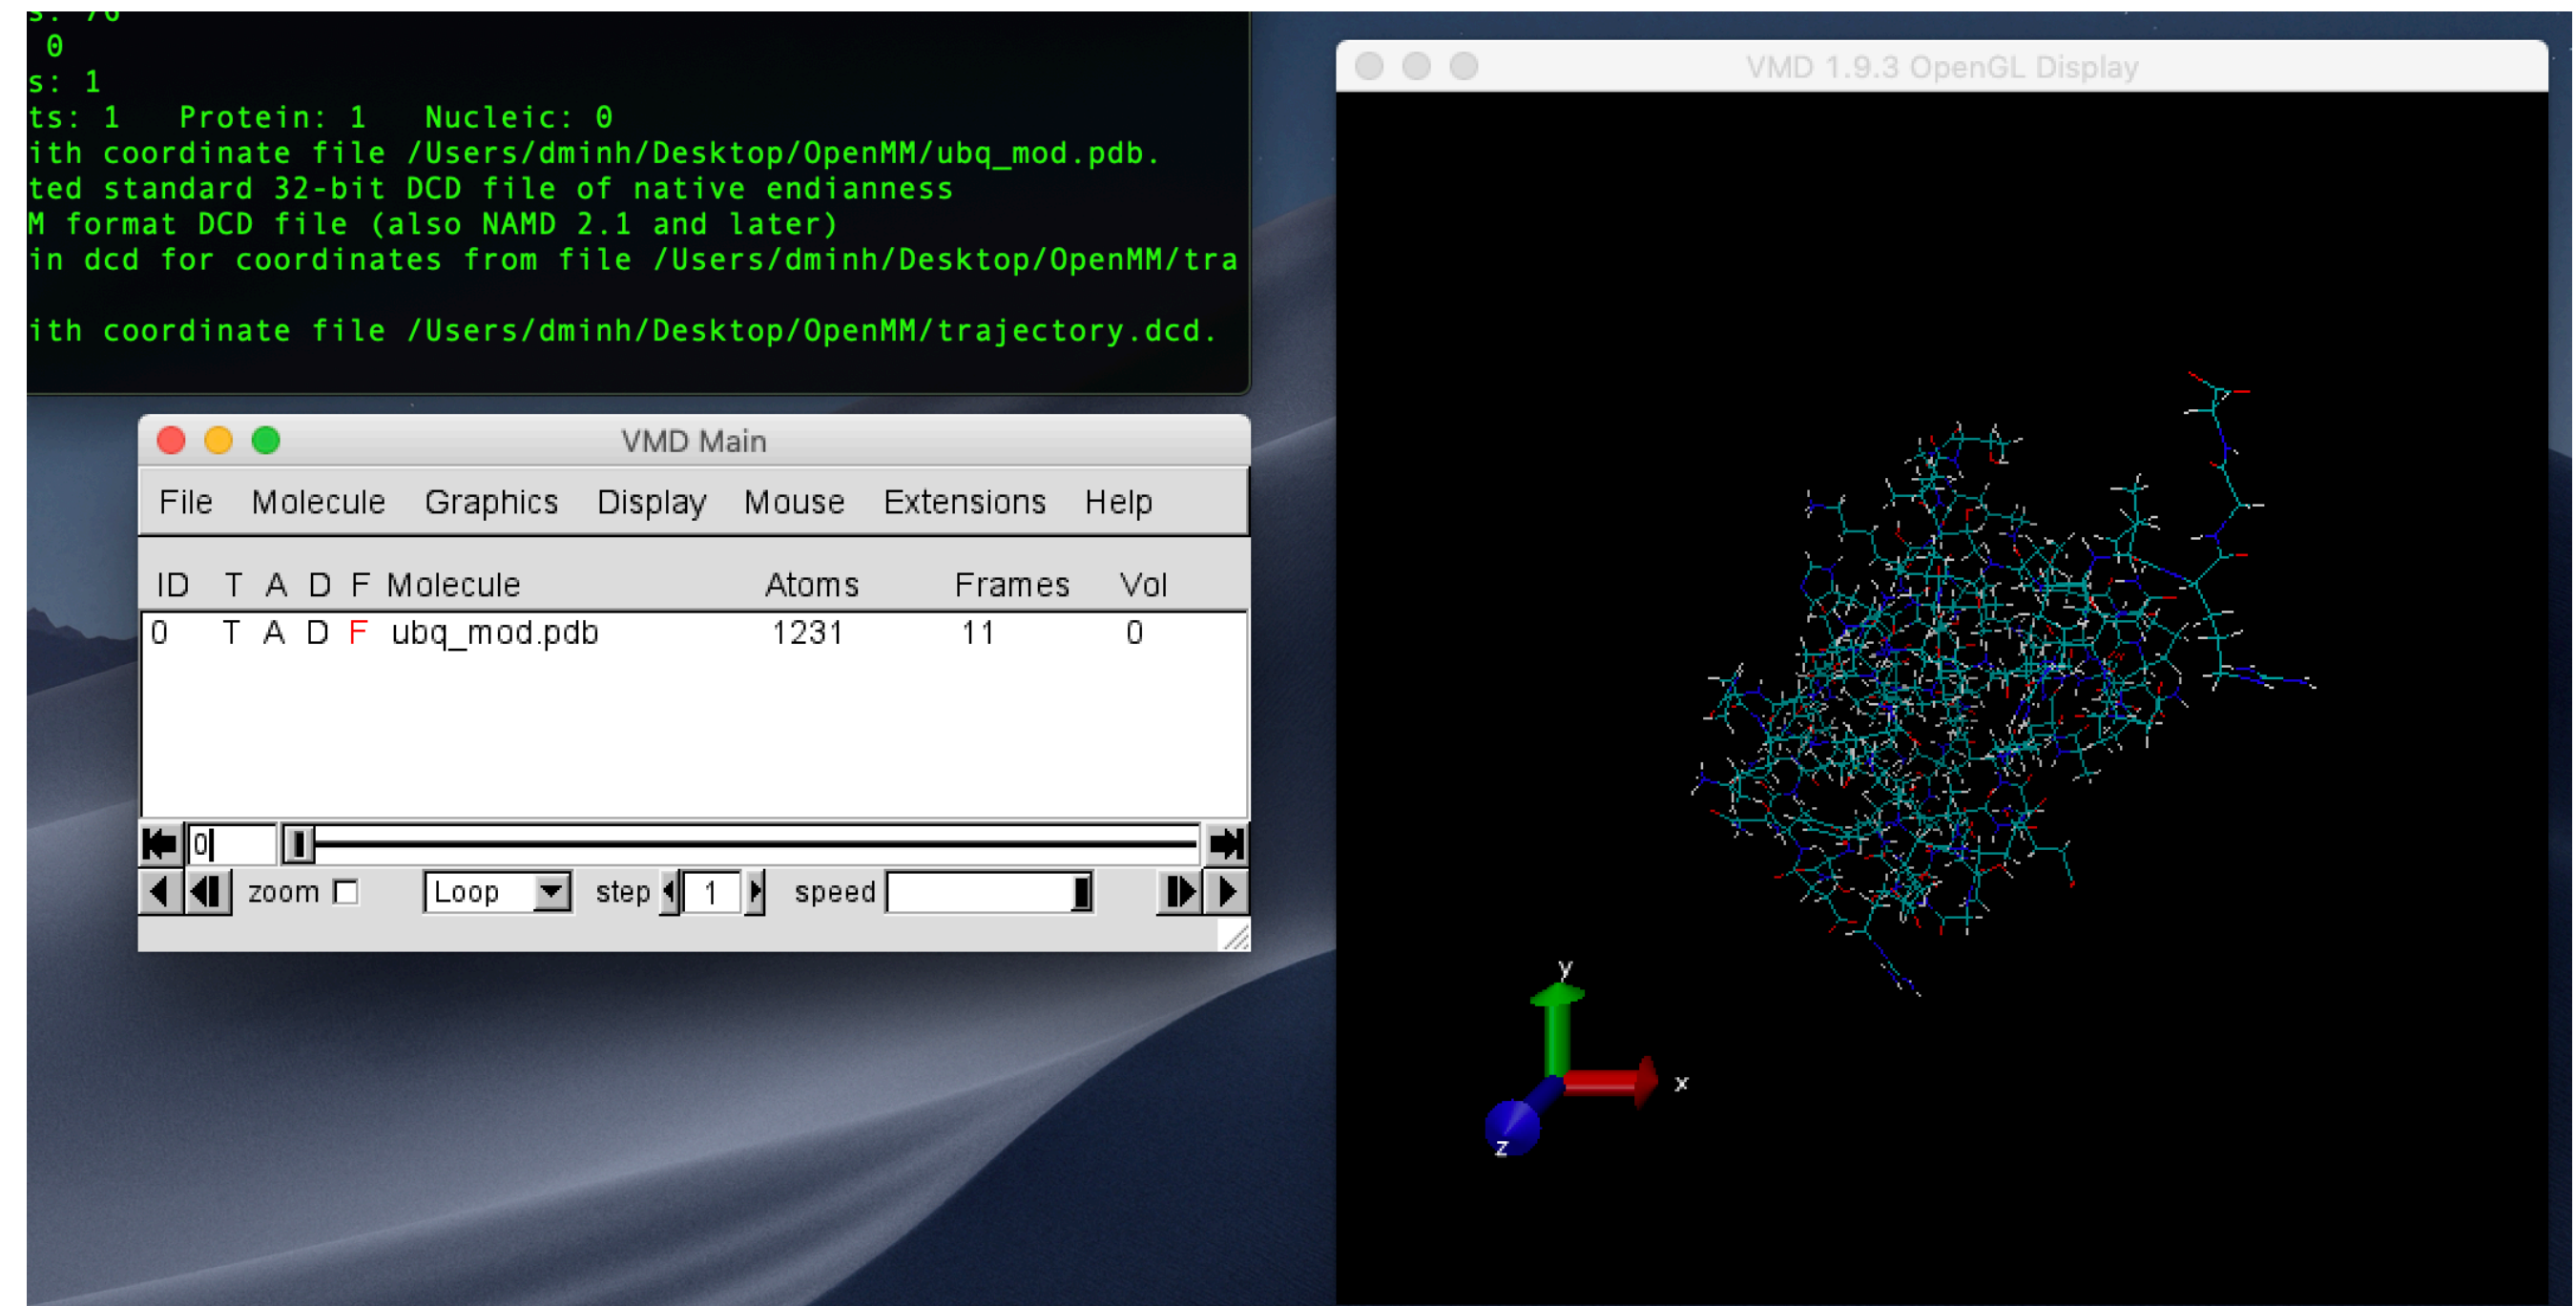 s: 76
0
s: 1
ts: 1 Protein: 1 Nucleic: 0
ith coordinate file /Users/dminh/Desktop/OpenMM/ubq_mod.pdb.
ted standard 32-bit DCD file of native endianness
M format DCD file (also NAMD 2.1 and later)
in dcd for coordinates from file /Users/dminh/Desktop/OpenMM/tra
ith coordinate file /Users/dminh/Desktop/OpenMM/trajectory.dcd.
VMD Main
File Molecule Graphics Display Mouse Extensions Help
ID T A D F Molecule Atoms Frames Vol
0 T A D F ubq_mod.pdb 1231 11 0
0
zoom Loop step 1 speed
VMD 1.9.3 OpenGL Display
y
x
z